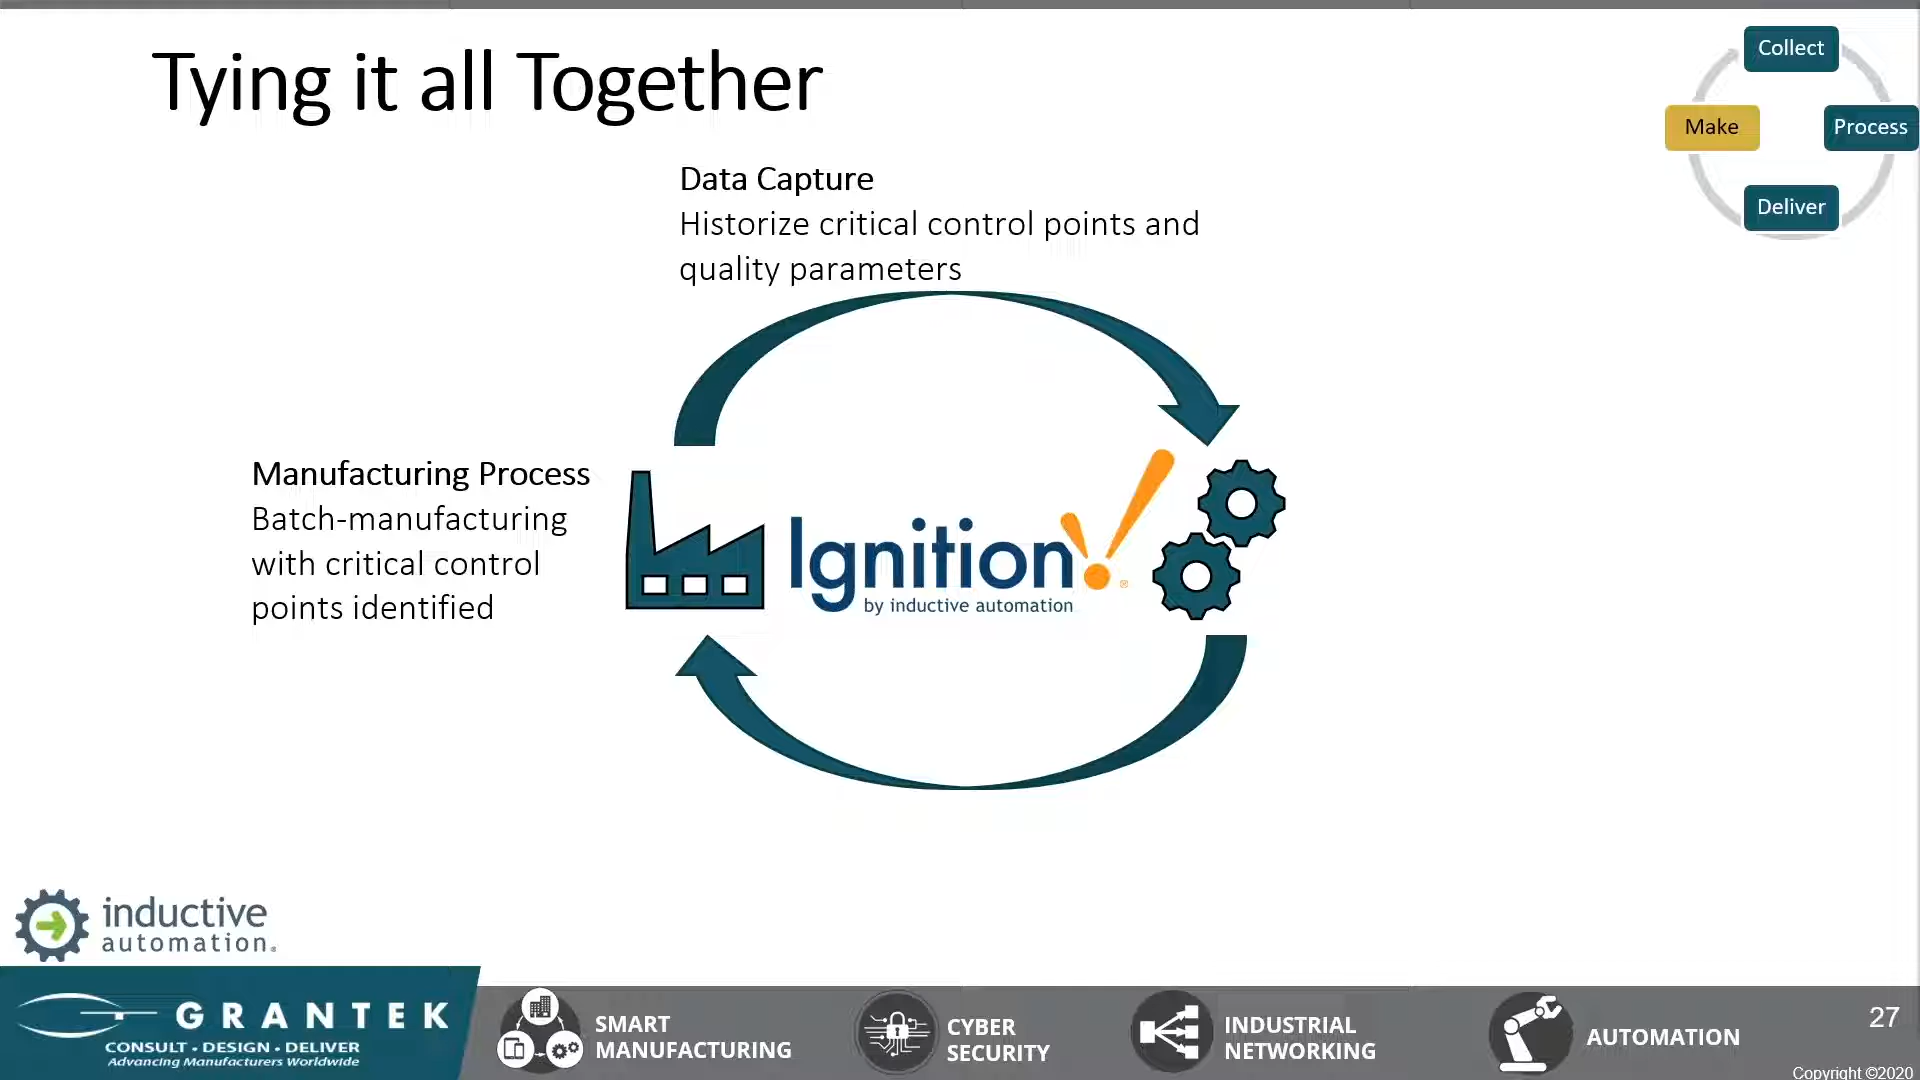 Tying it all Together
Collect
Make
Process
Deliver
Data Capture
Historize critical control points and
quality parameters
Manufacturing Process
Batch-manufacturing
with critical control
points identified
Ignition!®
by inductive automation
inductive
automation®
GRANTEK
CONSULT • DESIGN • DELIVER
Advancing Manufacturers Worldwide
SMART
MANUFACTURING
CYBER
SECURITY
INDUSTRIAL
NETWORKING
AUTOMATION
27
Copyright ©2020